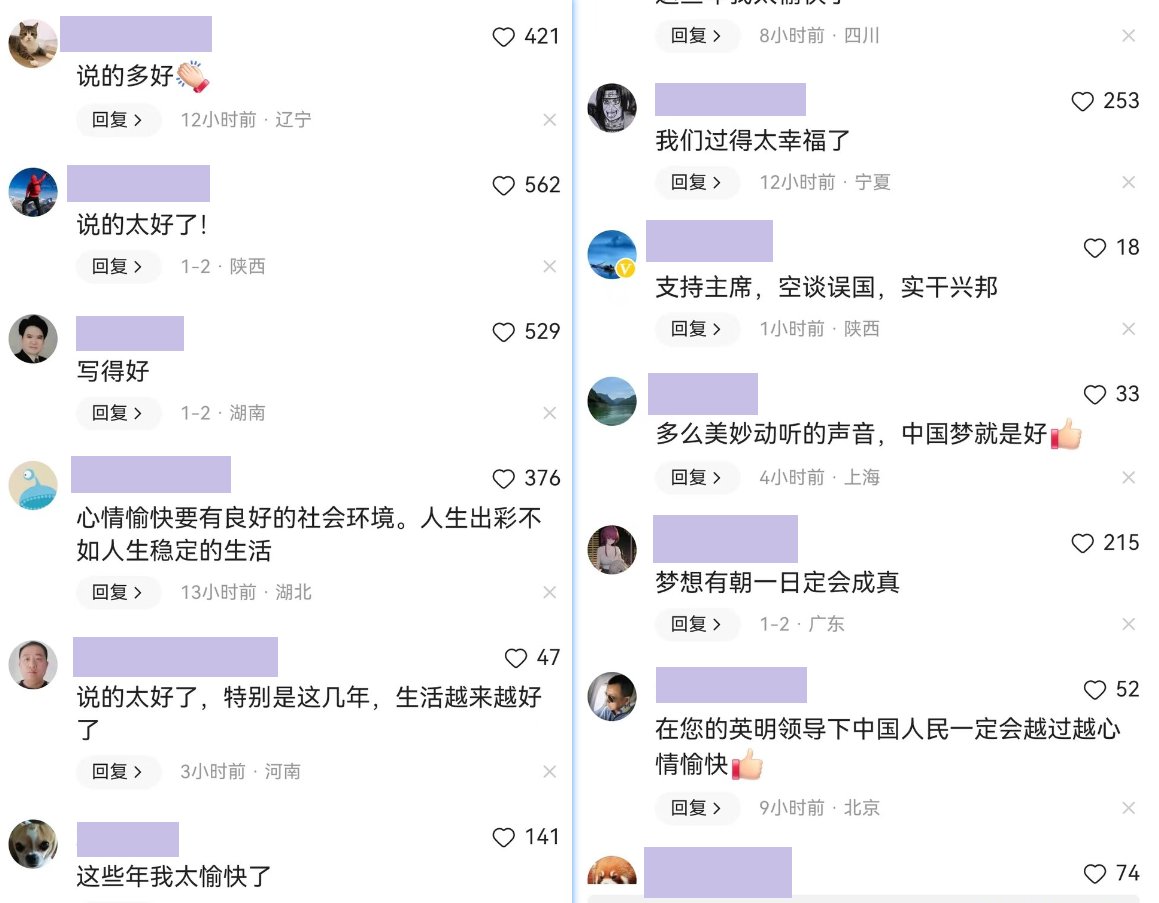 421
说的多好
回复 >
12小时前 · 辽宁
562
说的太好了!
回复 >
1-2 · 陕西
529
写得好
回复 >
1-2 · 湖南
376
心情愉快要有良好的社会环境。人生出彩不
如人生稳定的生活
回复 >
13小时前 · 湖北
47
说的太好了，特别是这几年，生活越来越好
了
回复 >
3小时前 · 河南
141
这些年我太愉快了
这些年我太愉快了
回复 >
8小时前 · 四川
253
我们过得太幸福了
回复 >
12小时前 · 宁夏
18
支持主席，空谈误国，实干兴邦
回复 >
1小时前 · 陕西
33
多么美妙动听的声音，中国梦就是好
回复 >
4小时前 · 上海
215
梦想有朝一日定会成真
回复 >
1-2 · 广东
52
在您的英明领导下中国人民一定会越过越心
情愉快
回复 >
9小时前 · 北京
74